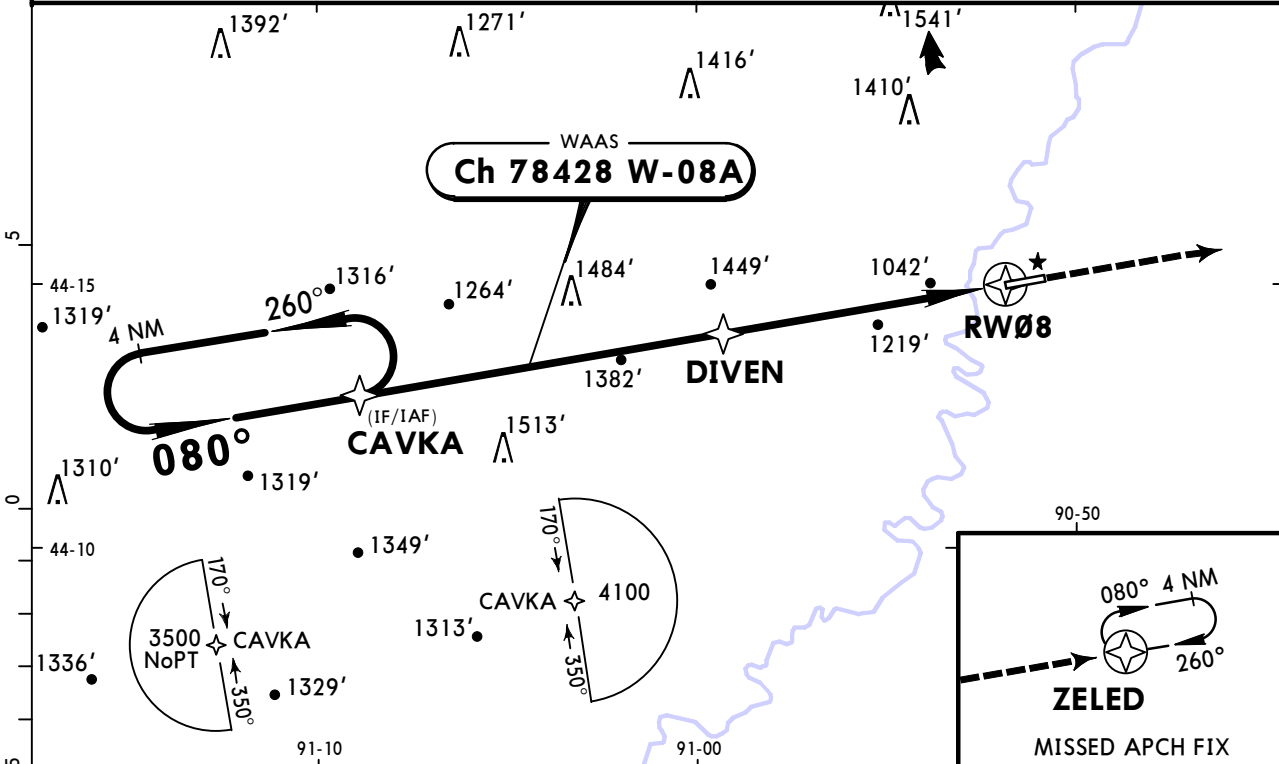 1392′
1271′
1541′
1416′
1410′
WAAS
Ch 78428 W-08A
5
44-15
1319′
1316′
260°
4 NM
1264′
1484′
1449′
1042′
RWØ8
1219′
1382′
DIVEN
(IF/IAF)
CAVKA
080°
1513′
1310′
1319′
0
44-10
1349′
170°
CAVKA
4100
350°
1313′
170°
3500
NoPT
CAVKA
350°
1336′
1329′
91-10
91-00
90-50
080° 4 NM
260°
ZELED
MISSED APCH FIX